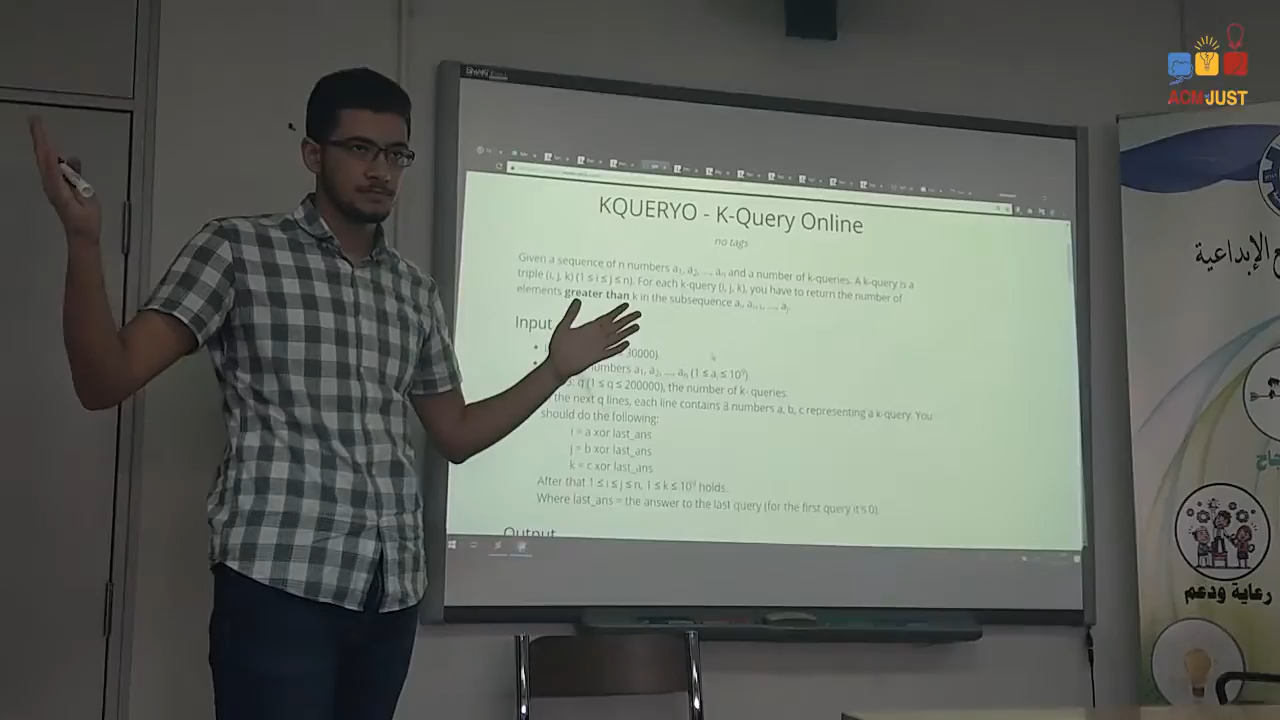 ACM JUST
KQUERYO - K-Query Online
no tags
Given a sequence of n numbers a1, a2, ..., an and a number of k-queries. A k-query is a
triple (i, j, k) (1 ≤ i ≤ j ≤ n). For each k-query (i, j, k), you have to return the number of
elements greater than k in the subsequence ai, ai+1, ..., aj.
Input
30000).
numbers a1, a2, ..., an (1 ≤ ai ≤ 10^9).
q (1 ≤ q ≤ 200000), the number of k- queries.
the next q lines, each line contains 3 numbers a, b, c representing a k-query. You
should do the following:
i = a xor last_ans
j = b xor last_ans
k = c xor last_ans
After that 1 ≤ i ≤ j ≤ n, 1 ≤ k ≤ 10^9 holds.
Where last_ans = the answer to the last query (for the first query it's 0).
Output
الإبداعية
رعاية ودعم